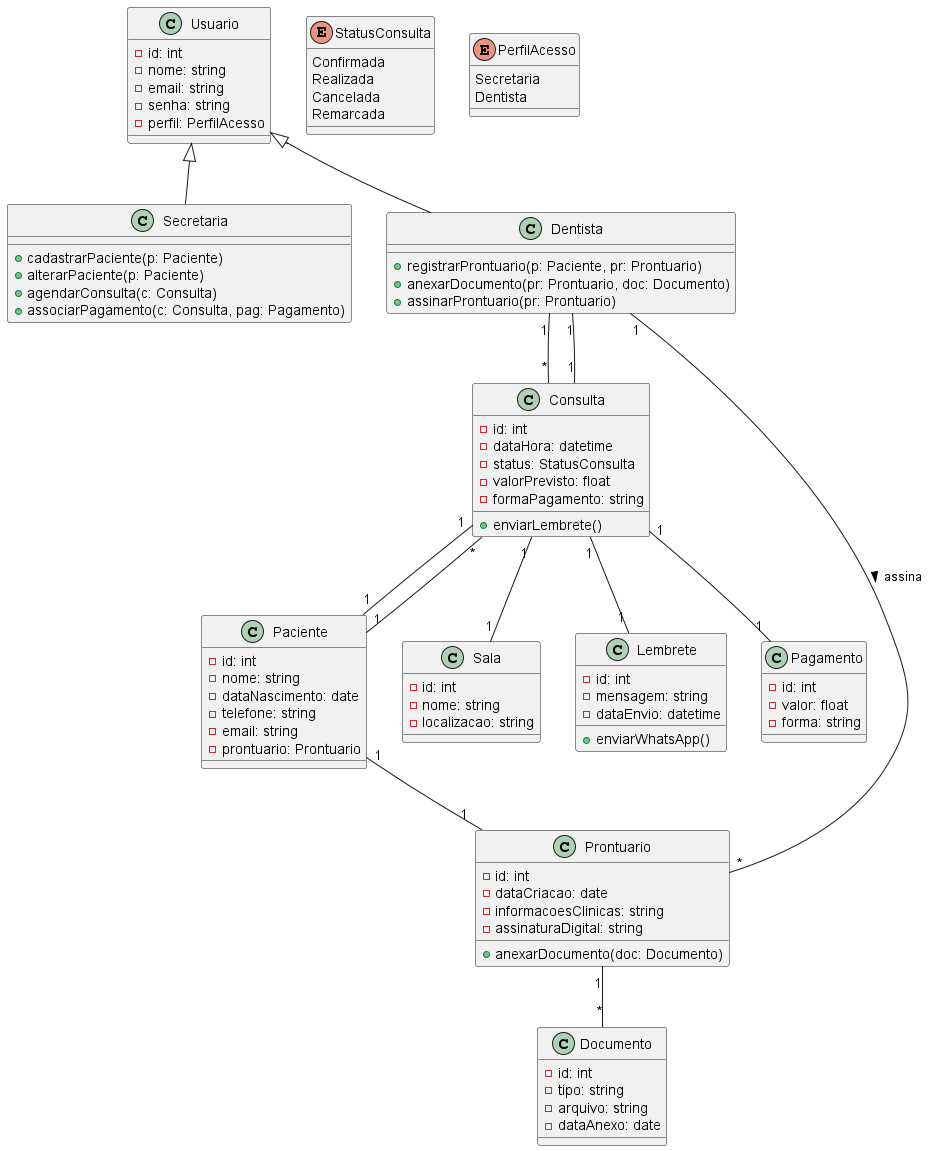 C Usuario
id: int
nome: string
email: string
senha: string
perfil: PerfilAcesso
E StatusConsulta
Confirmada
Realizada
Cancelada
Remarcada
E PerfilAcesso
Secretaria
Dentista
C Secretaria
cadastrarPaciente(p: Paciente)
alterarPaciente(p: Paciente)
agendarConsulta(c: Consulta)
associarPagamento(c: Consulta, pag: Pagamento)
C Dentista
registrarProntuario(p: Paciente, pr: Prontuario)
anexarDocumento(pr: Prontuario, doc: Documento)
assinarProntuario(pr: Prontuario)
1
1
1
*
1
C Consulta
id: int
dataHora: datetime
status: StatusConsulta
valorPrevisto: float
formaPagamento: string
enviarLembrete()
1
*
1
1
1
assina
1
1
1
1
1
C Paciente
id: int
nome: string
dataNascimento: date
telefone: string
email: string
prontuario: Prontuario
C Sala
id: int
nome: string
localizacao: string
C Lembrete
id: int
mensagem: string
dataEnvio: datetime
enviarWhatsApp()
C Pagamento
id: int
valor: float
forma: string
1
1
*
C Prontuario
id: int
dataCriacao: date
informacoesClinicas: string
assinaturaDigital: string
anexarDocumento(doc: Documento)
1
*
C Documento
id: int
tipo: string
arquivo: string
dataAnexo: date